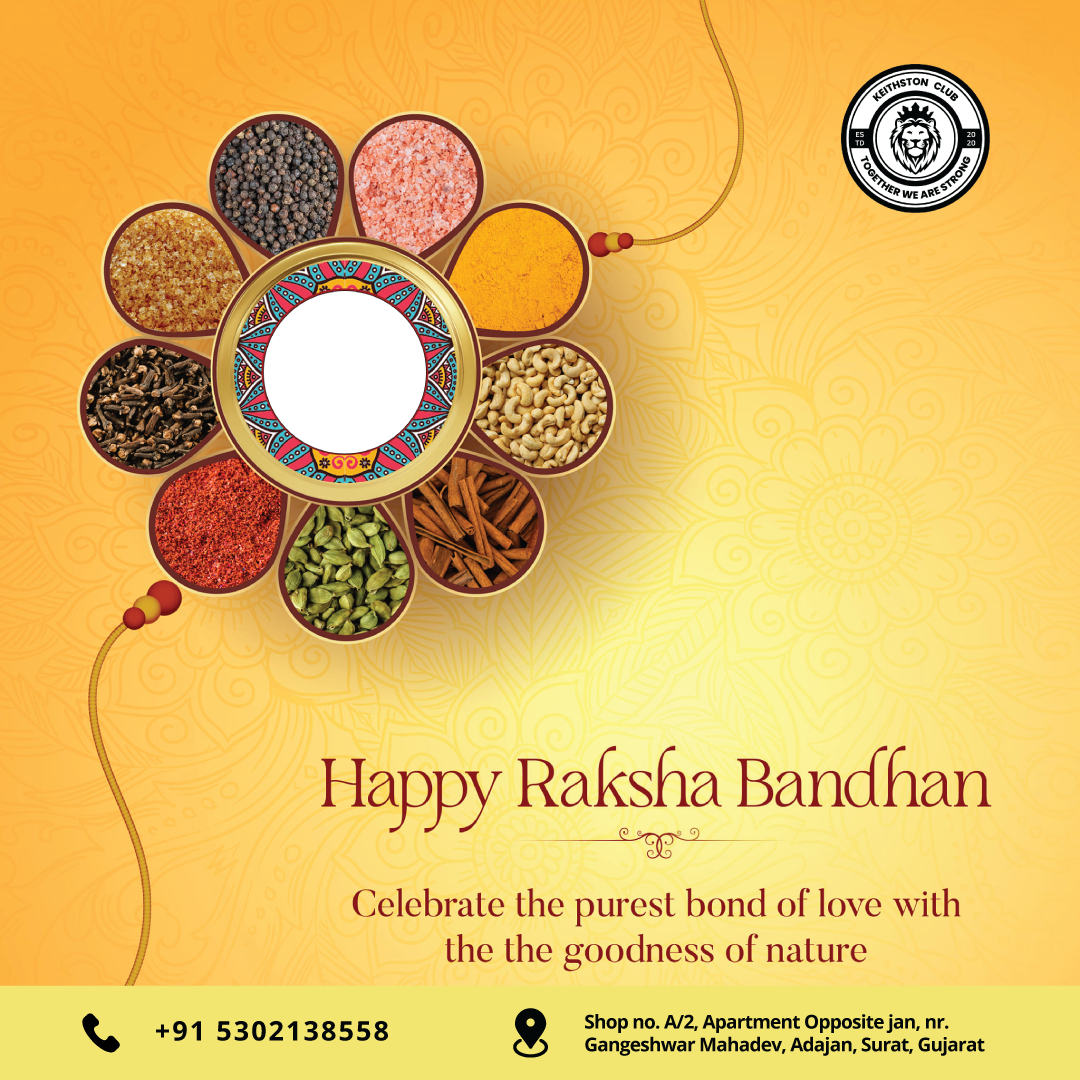 KEITHSTON CLUB
ES
TD
20
20
TOGETHER WE ARE STRONG
Happy Raksha Bandhan
Celebrate the purest bond of love with
the the goodness of nature
+91 5302138558
Shop no. A/2, Apartment Opposite jan, nr.
Gangeshwar Mahadev, Adajan, Surat, Gujarat